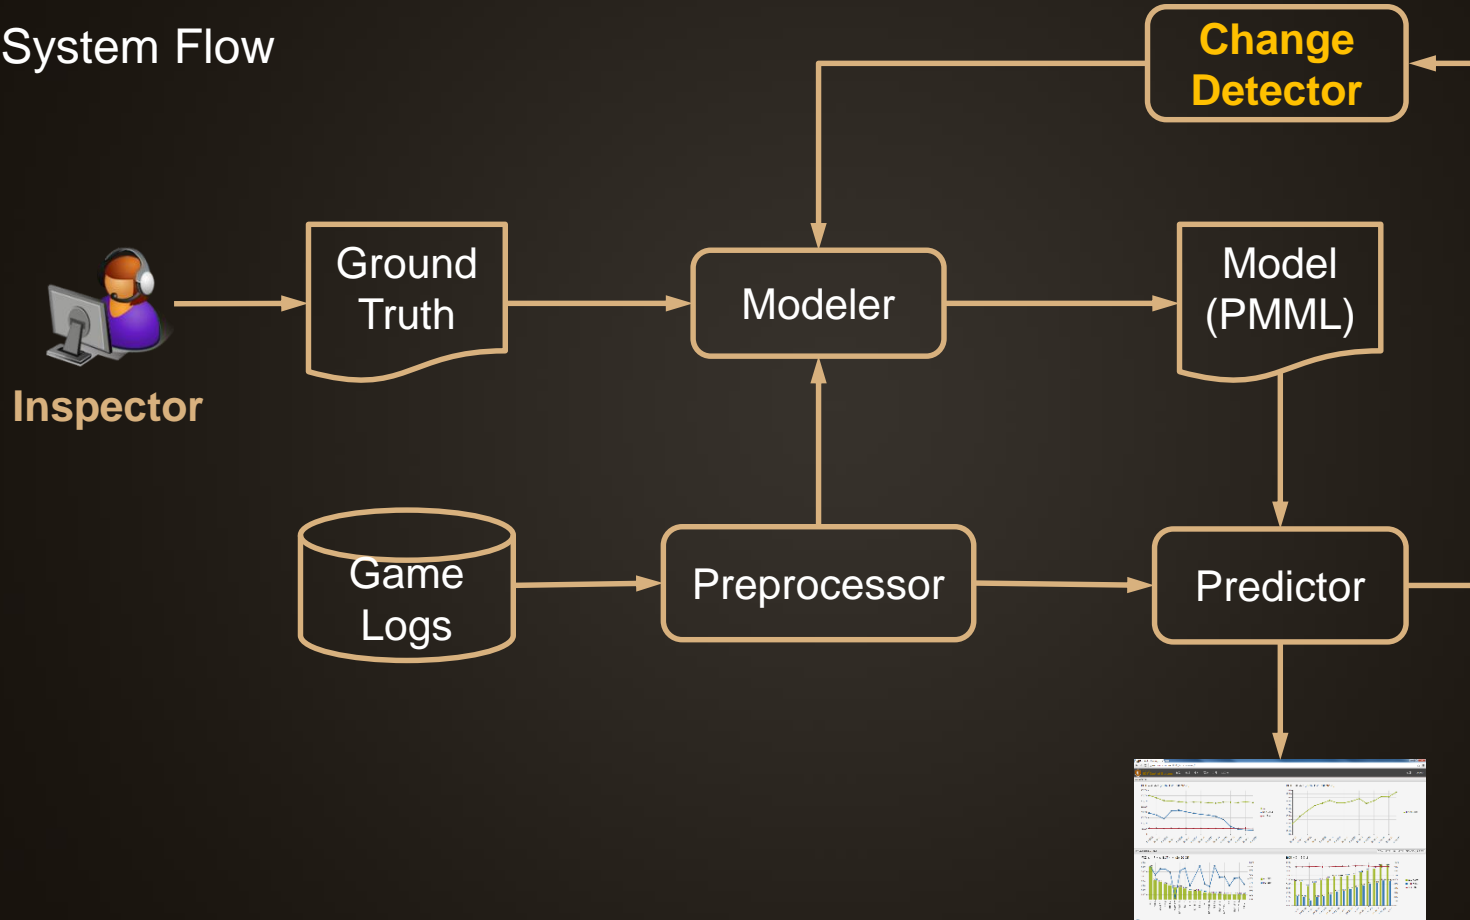 System Flow
Change
Detector
Ground
Truth
Modeler
Model
(PMML)
Inspector
Game
Logs
Preprocessor
Predictor